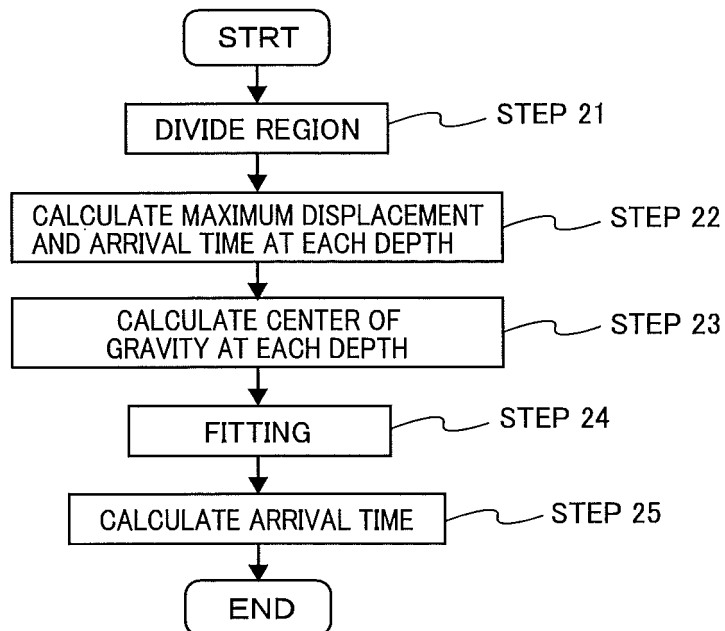 STRT
DIVIDE REGION
STEP 21
CALCULATE MAXIMUM DISPLACEMENT
AND ARRIVAL TIME AT EACH DEPTH
STEP 22
CALCULATE CENTER OF
GRAVITY AT EACH DEPTH
STEP 23
FITTING
STEP 24
CALCULATE ARRIVAL TIME
STEP 25
END